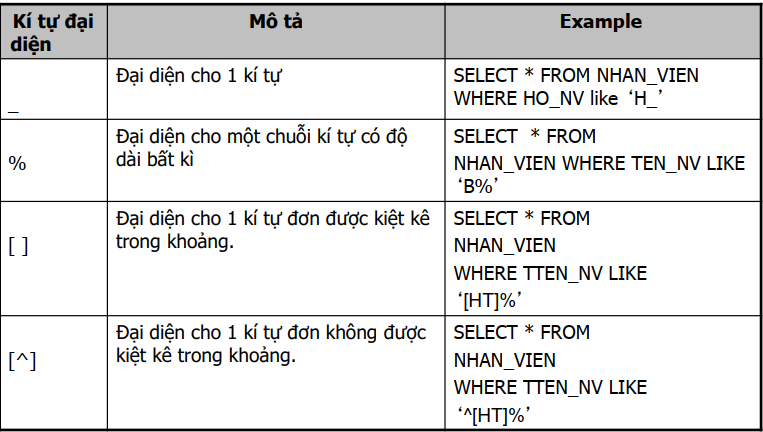 Kí tự đại diện
Mô tả
Example
_
Đại diện cho 1 kí tự
SELECT * FROM NHAN_VIEN
WHERE HO_NV like ‘H_’
%
Đại diện cho một chuỗi kí tự có độ
dài bất kì
SELECT * FROM
NHAN_VIEN WHERE TEN_NV LIKE
‘B%’
[ ]
Đại diện cho 1 kí tự đơn được kiệt kê
trong khoảng.
SELECT * FROM
NHAN_VIEN
WHERE TTEN_NV LIKE
‘[HT]%’
[^]
Đại diện cho 1 kí tự đơn không được
kiệt kê trong khoảng.
SELECT * FROM
NHAN_VIEN
WHERE TTEN_NV LIKE
‘^[HT]%’